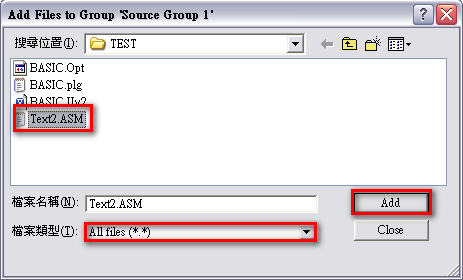 Add Files to Group 'Source Group 1'
搜尋位置(I): TEST
BASIC.Opt
BASIC.plg
BASIC.Uv2
Text2.ASM
檔案名稱(N): Text2.ASM Add
檔案類型(T): All files (*.*) Close